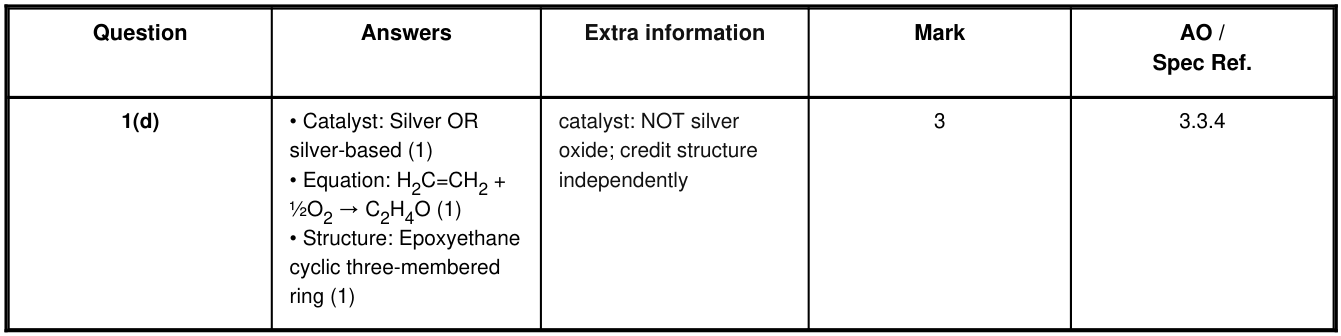 Question Answers Extra information Mark AO /
Spec Ref.
1(d)
• Catalyst: Silver OR
silver-based (1)
• Equation: H₂C=CH₂ +
½O₂ → C₂H₄O (1)
• Structure: Epoxyethane
cyclic three-membered
ring (1)
catalyst: NOT silver
oxide; credit structure
independently
3
3.3.4